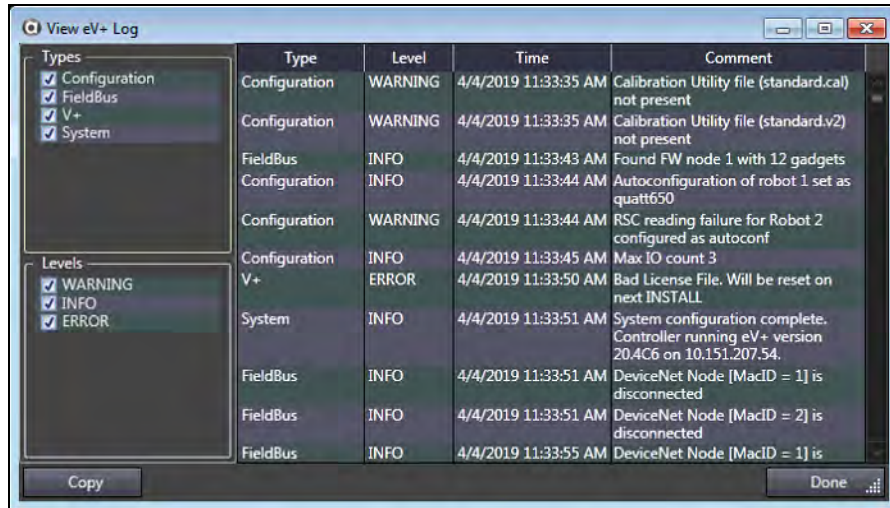 View eV+ Log
Types
Configuration
FieldBus
V+
System
Levels
WARNING
INFO
ERROR
Type Level Time Comment
Configuration WARNING 4/4/2019 11:33:35 AM Calibration Utility file (standard.cal)
not present
Configuration WARNING 4/4/2019 11:33:35 AM Calibration Utility file (standard.v2)
not present
FieldBus INFO 4/4/2019 11:33:43 AM Found FW node 1 with 12 gadgets
Configuration INFO 4/4/2019 11:33:44 AM Autoconfiguration of robot 1 set as
quatt650
Configuration WARNING 4/4/2019 11:33:44 AM RSC reading failure for Robot 2
configured as autoconf
Configuration INFO 4/4/2019 11:33:45 AM Max IO count 3
V+ ERROR 4/4/2019 11:33:50 AM Bad License File. Will be reset on
next INSTALL
System INFO 4/4/2019 11:33:51 AM System configuration complete.
Controller running eV+ version
20.4C6 on 10.151.207.54.
FieldBus INFO 4/4/2019 11:33:51 AM DeviceNet Node [MacID = 1] is
disconnected
FieldBus INFO 4/4/2019 11:33:51 AM DeviceNet Node [MacID = 2] is
disconnected
FieldBus INFO 4/4/2019 11:33:55 AM DeviceNet Node [MacID = 1] is
Copy Done